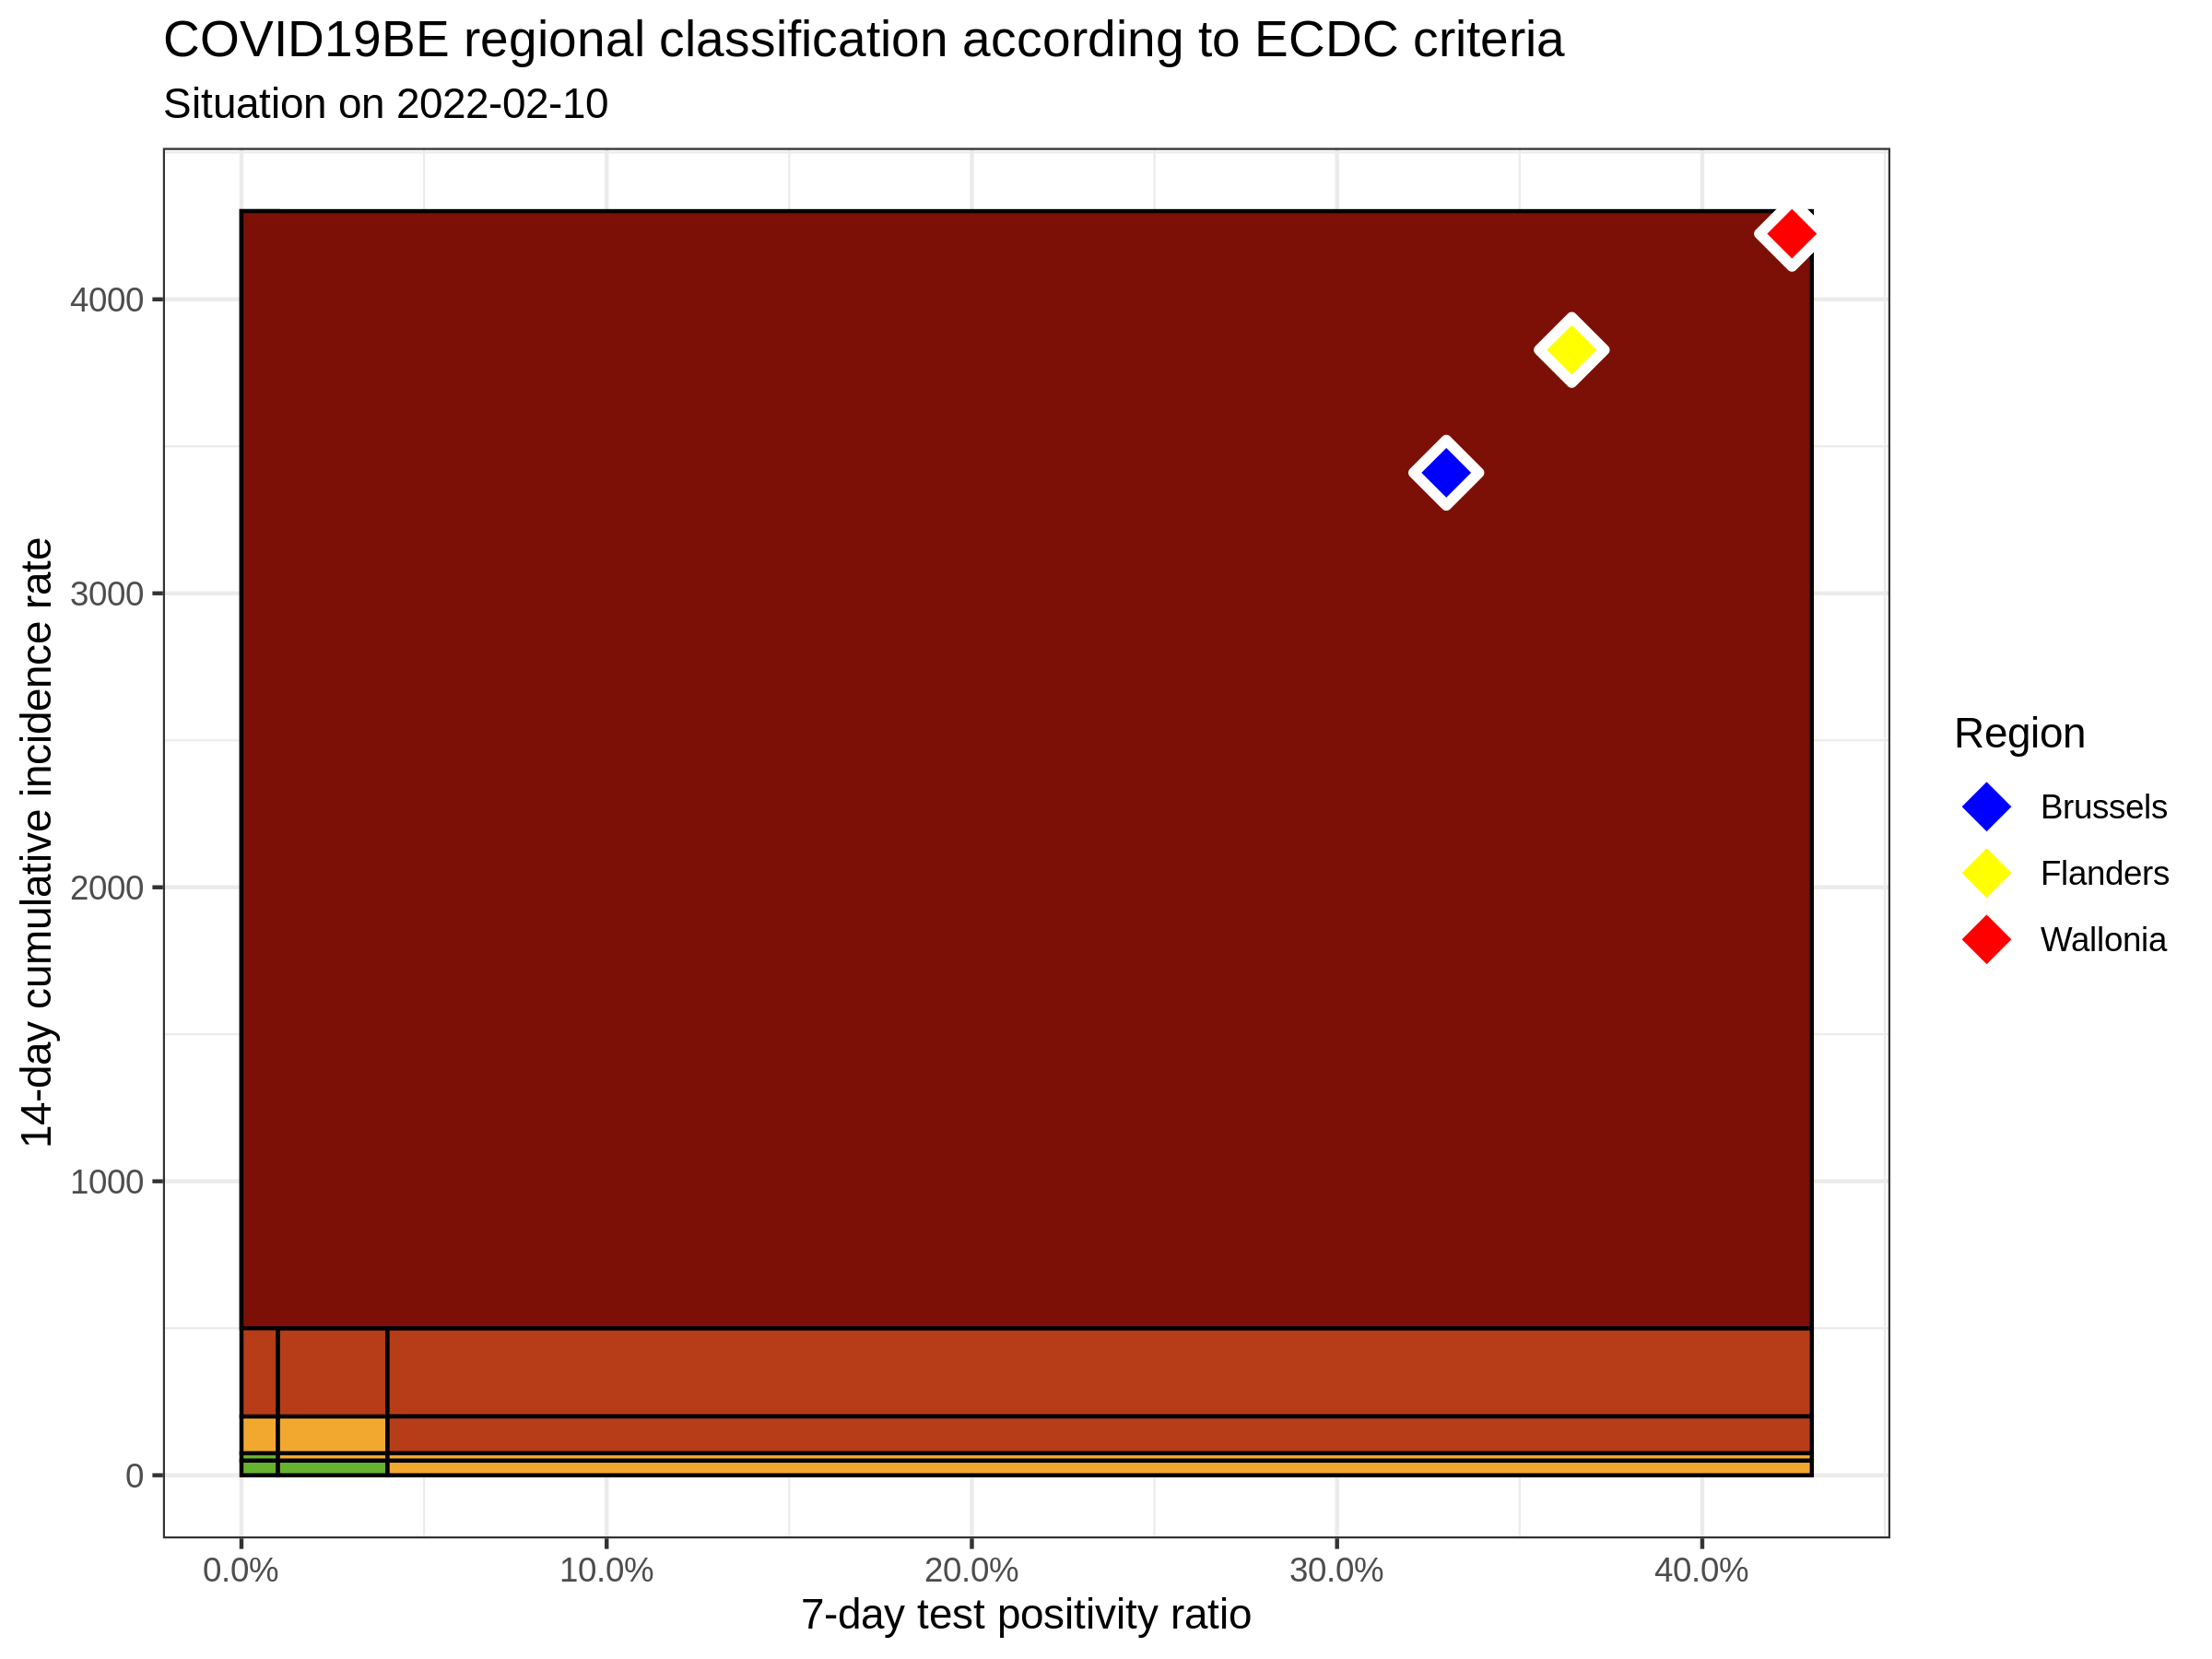 COVID19BE regional classification according to ECDC criteria
Situation on 2022-02-10
14-day cumulative incidence rate
4000
3000
2000
1000
0
0.0%
10.0%
20.0%
30.0%
40.0%
7-day test positivity ratio
Region
Brussels
Flanders
Wallonia